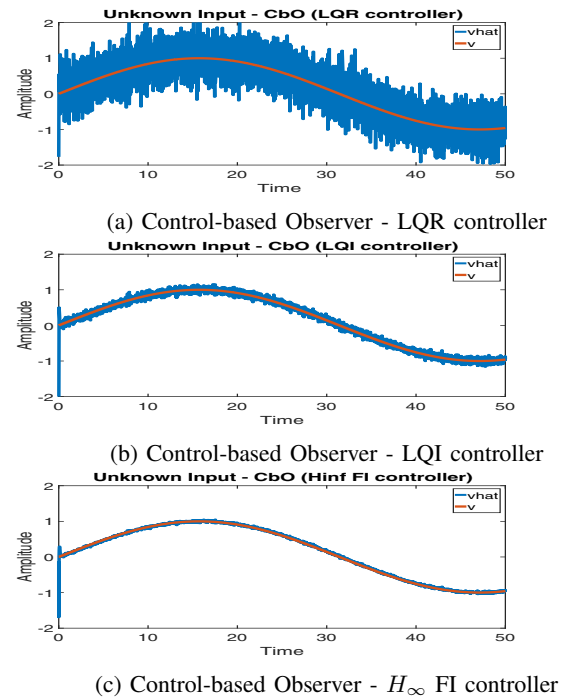 Unknown Input - CbO (LQR controller)
2
1
0
-1
-2
Amplitude
vhat
v
0 10 20 30 40 50
Time
(a) Control-based Observer - LQR controller
Unknown Input - CbO (LQI controller)
2
1
0
-1
-2
Amplitude
vhat
v
0 10 20 30 40 50
Time
(b) Control-based Observer - LQI controller
Unknown Input - CbO (Hinf FI controller)
2
1
0
-1
-2
Amplitude
vhat
v
0 10 20 30 40 50
Time
(c) Control-based Observer - H∞ FI controller